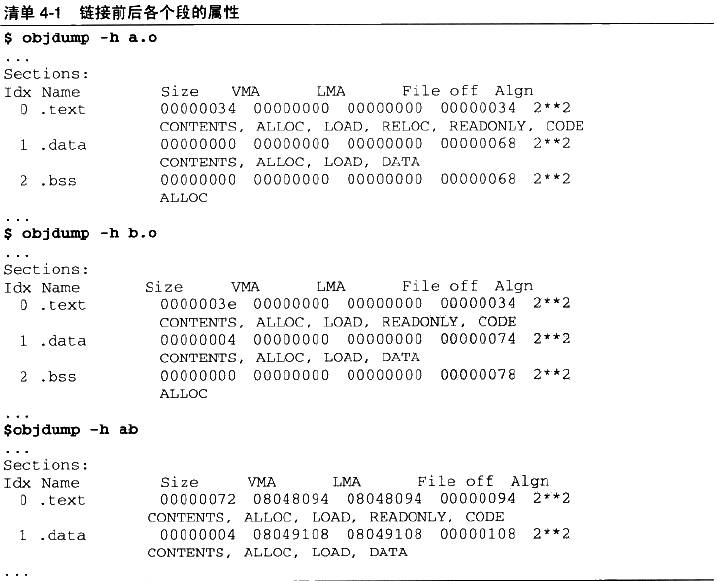 清单 4-1 链接前后各个段的属性
$ objdump -h a.o
...
Sections:
Idx Name Size VMA LMA File off Algn
0 .text 00000034 00000000 00000000 00000034 2**2
CONTENTS, ALLOC, LOAD, RELOC, READONLY, CODE
1 .data 00000000 00000000 00000000 00000068 2**2
CONTENTS, ALLOC, LOAD, DATA
2 .bss 00000000 00000000 00000000 00000068 2**2
ALLOC
...
$ objdump -h b.o
...
Sections:
Idx Name Size VMA LMA File off Algn
0 .text 0000003e 00000000 00000000 00000034 2**2
CONTENTS, ALLOC, LOAD, READONLY, CODE
1 .data 00000004 00000000 00000000 00000074 2**2
CONTENTS, ALLOC, LOAD, DATA
2 .bss 00000000 00000000 00000000 00000078 2**2
ALLOC
...
$objdump -h ab
...
Sections:
Idx Name Size VMA LMA File off Algn
0 .text 00000072 08048094 08048094 00000094 2**2
CONTENTS, ALLOC, LOAD, READONLY, CODE
1 .data 00000004 08049108 08049108 00000108 2**2
CONTENTS, ALLOC, LOAD, DATA
...